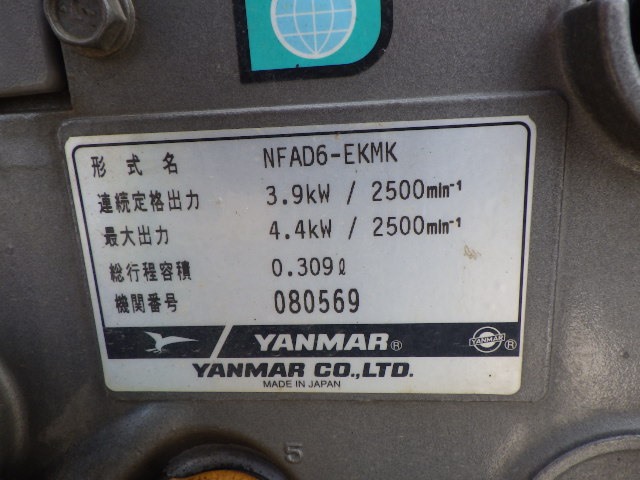 形式名 NFAD6-EKMK
連続定格出力 3.9kW / 2500min⁻¹
最大出力 4.4kW / 2500min⁻¹
総行程容積 0.309ℓ
機関番号 080569
YANMAR® YANMAR®
YANMAR CO.,LTD.
MADE IN JAPAN
5